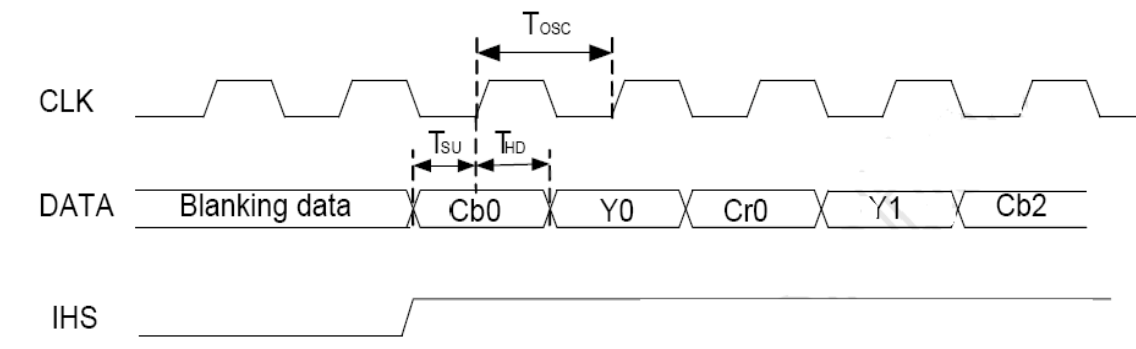 Tosc
CLK
TSU THD
DATA Blanking data Cb0 Y0 Cr0 Y1 Cb2
IHS